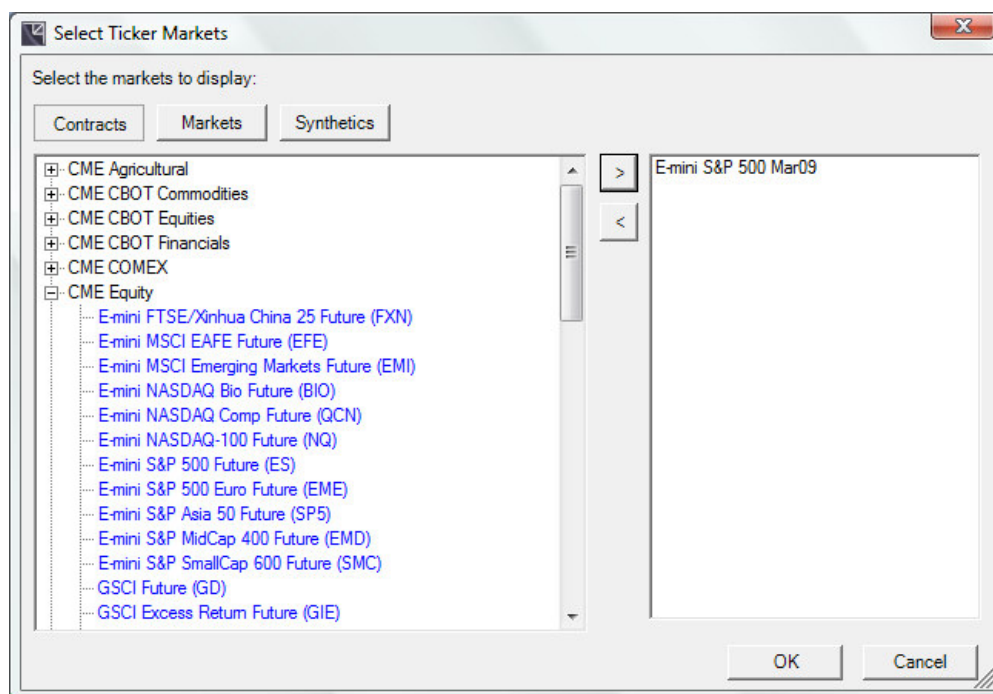 Select Ticker Markets
Select the markets to display:
Contracts
Markets
Synthetics
CME Agricultural
CME CBOT Commodities
CME CBOT Equities
CME CBOT Financials
CME COMEX
CME Equity
E-mini FTSE/Xinhua China 25 Future (FXN)
E-mini MSCI EAFE Future (EFE)
E-mini MSCI Emerging Markets Future (EMI)
E-mini NASDAQ Bio Future (BIO)
E-mini NASDAQ Comp Future (QCN)
E-mini NASDAQ-100 Future (NQ)
E-mini S&P 500 Future (ES)
E-mini S&P 500 Euro Future (EME)
E-mini S&P Asia 50 Future (SP5)
E-mini S&P MidCap 400 Future (EMD)
E-mini S&P SmallCap 600 Future (SMC)
GSCI Future (GD)
GSCI Excess Return Future (GIE)
>
<
E-mini S&P 500 Mar09
OK
Cancel